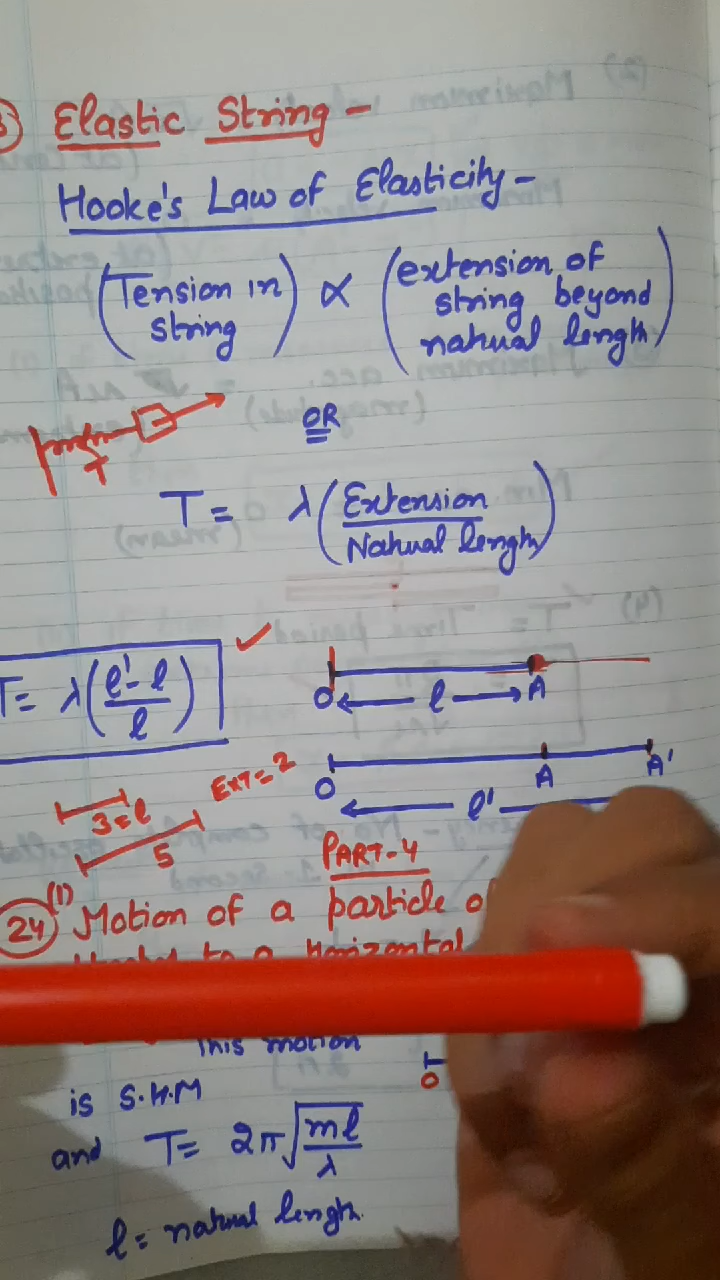 Elastic String -
Hooke's Law of Elasticity -
(Tension in string) ∝ (extension of string beyond natural length)
T
OR
T = λ(Extension / Natural length)
T = λ(l' - l / l) ✓
O l A
O A A'
l'
3 = l
5
Ext = 2
PART-4
24 (1) Motion of a particle
to a horizontal
This motion
O
is S.H.M
and T = 2π√(ml/λ)
l = natural length.